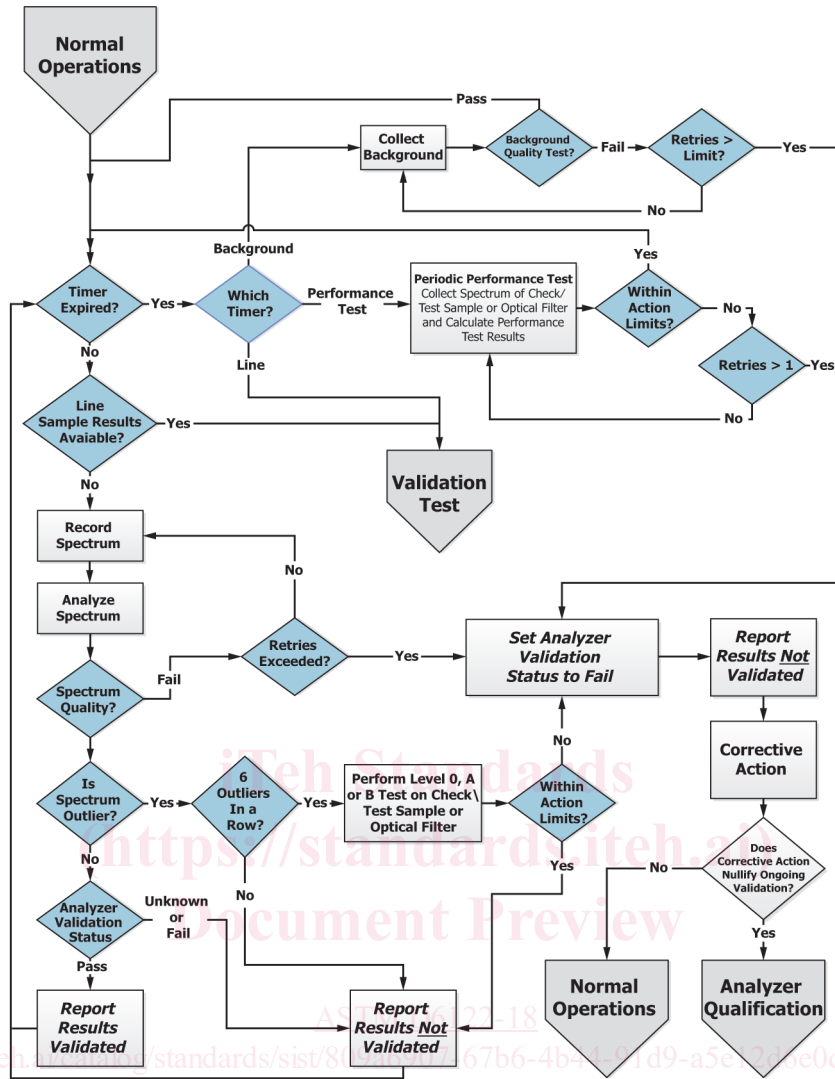 Normal
Operations
Pass
Collect
Background
Background
Quality Test?
Fail
Retries >
Limit?
Yes
No
Background
Yes
Timer
Expired?
Yes
Which
Timer?
Performance
Test
Periodic Performance Test
Collect Spectrum of Check/
Test Sample or Optical Filter
and Calculate Performance
Test Results
Within
Action
Limits?
No
Retries > 1
Yes
No
No
Line
Line
Sample Results
Avaiable?
Yes
Validation
Test
No
Record
Spectrum
No
Analyze
Spectrum
Retries
Exceeded?
Yes
Set Analyzer
Validation
Status to Fail
Report
Results Not
Validated
Spectrum
Quality?
Fail
No
Corrective
Action
Is
Spectrum
Outlier?
Yes
6
Outliers
In a
Row?
Yes
Perform Level 0, A
or B Test on Check\
Test Sample or
Optical Filter
Within
Action
Limits?
Does
Corrective Action
Nullify Ongoing
Validation?
No
Yes
No
No
Yes
Analyzer
Validation
Status
Unknown
or
Fail
Pass
Report
Results
Validated
Report
Results Not
Validated
Normal
Operations
Analyzer
Qualification
iTeh Standards
(https://standards.iteh.ai)
Document Preview